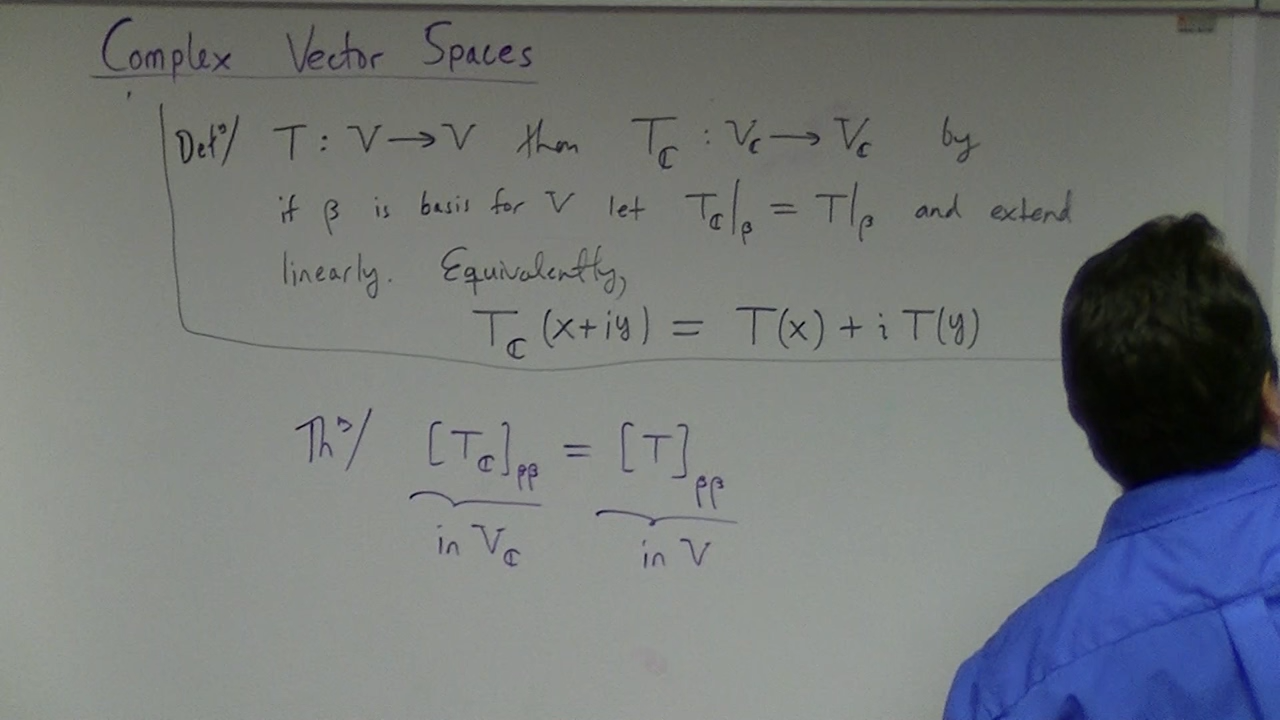 Complex Vector Spaces
Defⁿ/ T : V → V then T_ℂ : V_ℂ → V_ℂ by
if β is basis for V let T_ℂ|_β = T|_β and extend
linearly. Equivalently,
T_ℂ (x+iy) = T(x) + i T(y)
Thᵐ/ [T_ℂ]_ββ = [T]_ββ
in V_ℂ in V